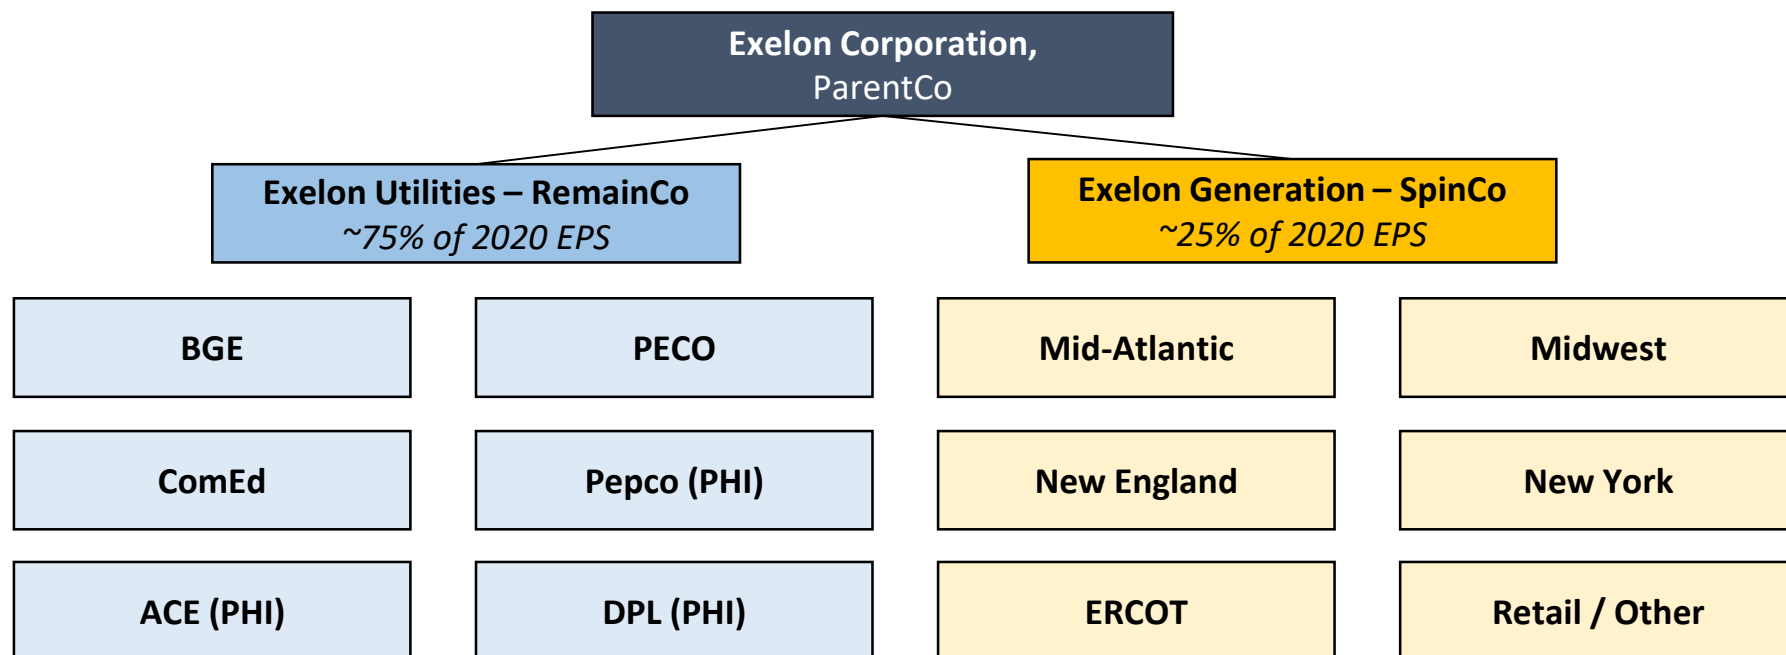 Exelon Corporation,
ParentCo
Exelon Utilities – RemainCo
~75% of 2020 EPS
Exelon Generation – SpinCo
~25% of 2020 EPS
BGE
PECO
Mid-Atlantic
Midwest
ComEd
Pepco (PHI)
New England
New York
ACE (PHI)
DPL (PHI)
ERCOT
Retail / Other